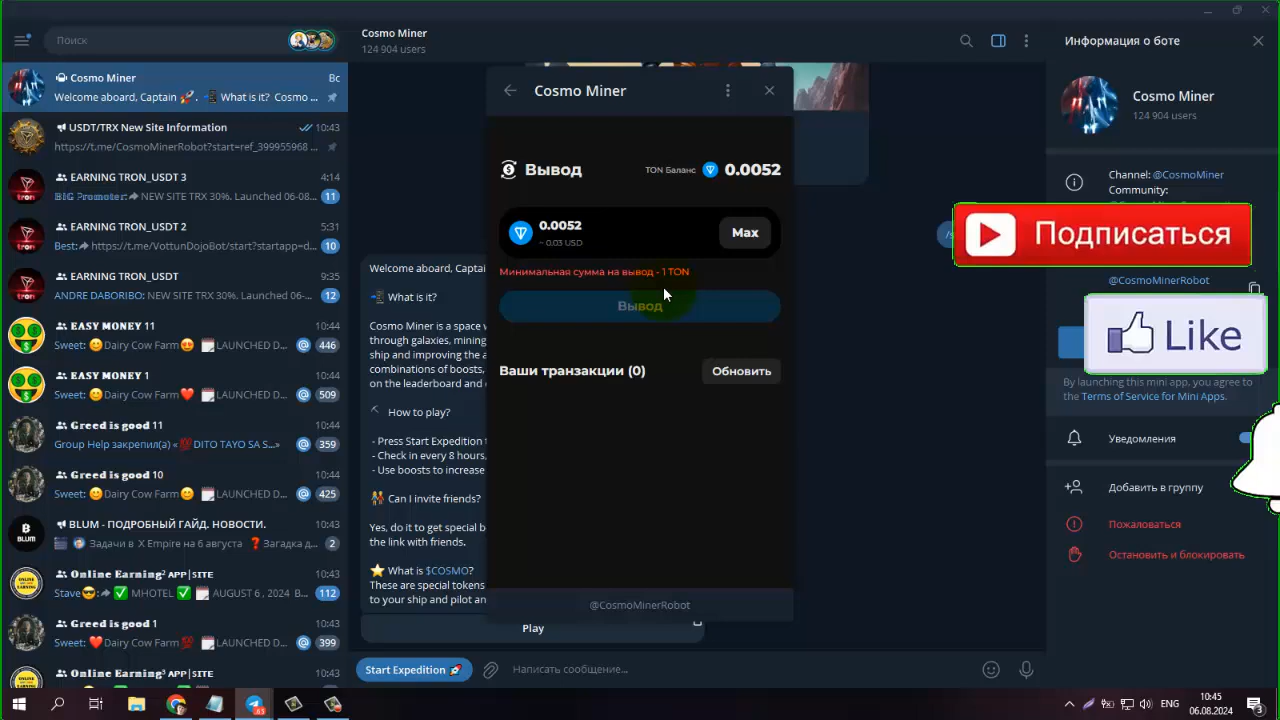 Поиск
Cosmo Miner
Вс
Welcome aboard, Captain 🚀. 📲 What is it? Cosmo ...
USDT/TRX New Site Information
10:43
https://t.me/CosmoMinerRobot?start=ref_399955968 ...
EARNING TRON_USDT 3
4:14
BIG Promoter: NEW SITE TRX 30%. Launched 06-08...
11
EARNING TRON_USDT 2
5:31
Best: https://t.me/VottunDojoBot/start?startapp=d...
10
EARNING TRON_USDT
9:35
ANDRE DABORIBO: NEW SITE 30%. Launched 06-...
12
EASY MONEY 11
10:44
Sweet: 😀Dairy Cow Farm😍 🗓LAUNCHED D...
@ 446
EASY MONEY 1
10:43
Sweet: 😀Dairy Cow Farm❤️ 🗓LAUNCHED D...
@ 509
Greed is good 11
10:44
Group Help закрепил(а) «💯DITO TAYO SA S...»
@ 359
Greed is good 10
10:44
Sweet: 😀Dairy Cow Farm😀 🗓LAUNCHED D...
@ 425
BLUM
BLUM - ПОДРОБНЫЙ ГАЙД. НОВОСТИ.
10:43
Задачи в X Empire на 6 августа ❓Загадка д...
2
Online Earning² APP|SITE
10:43
Stave😎: ✅ MHOTEL ✅ 🗓 AUGUST 6 , 2024 B...
112
Greed is good 1
10:43
Sweet: ❤️Dairy Cow Farm💯 🗓LAUNCHED D...
@ 399
Greed is good 5
10:43
Cosmo Miner
124 904 users
Welcome aboard, Captai
📲 What is it?
Cosmo Miner is a space w
through galaxies, mining
ship and improving the a
combinations of boosts,
on the leaderboard and
⛏ How to play?
- Press Start Expedition t
- Check in every 8 hours,
- Use boosts to increase
👫 Can I invite friends?
Yes, do it to get special b
the link with friends.
⭐ What is $COSMO?
These are special tokens
to your ship and pilot an
Play
Start Expedition 🚀
Написать сообщение...
Cosmo Miner
Вывод
TON Баланс
0.0052
0.0052
~ 0.03 USD
Max
Минимальная сумма на вывод - 1 TON
Вывод
Ваши транзакции (0)
Обновить
@CosmoMinerRobot
Информация о боте
Cosmo Miner
124 904 users
Channel: @CosmoMiner
Community:
Подписаться
@CosmoMinerRobot
Like
By launching this mini app, you agree to
the Terms of Service for Mini Apps.
Уведомления
Добавить в группу
Пожаловаться
Остановить и блокировать
63
ENG
10:45
06.08.2024
3